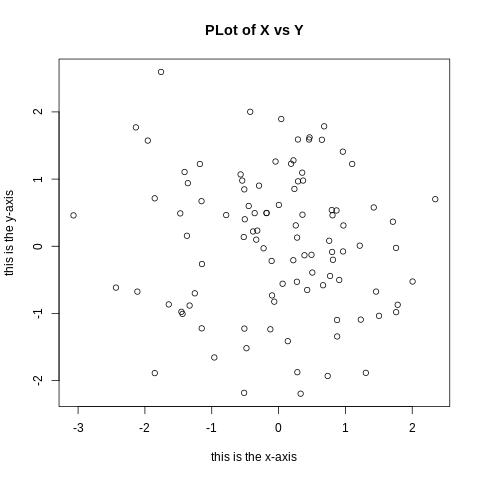 PLot of X vs Y
this is the y-axis
2
1
0
-1
-2
-3 -2 -1 0 1 2
this is the x-axis